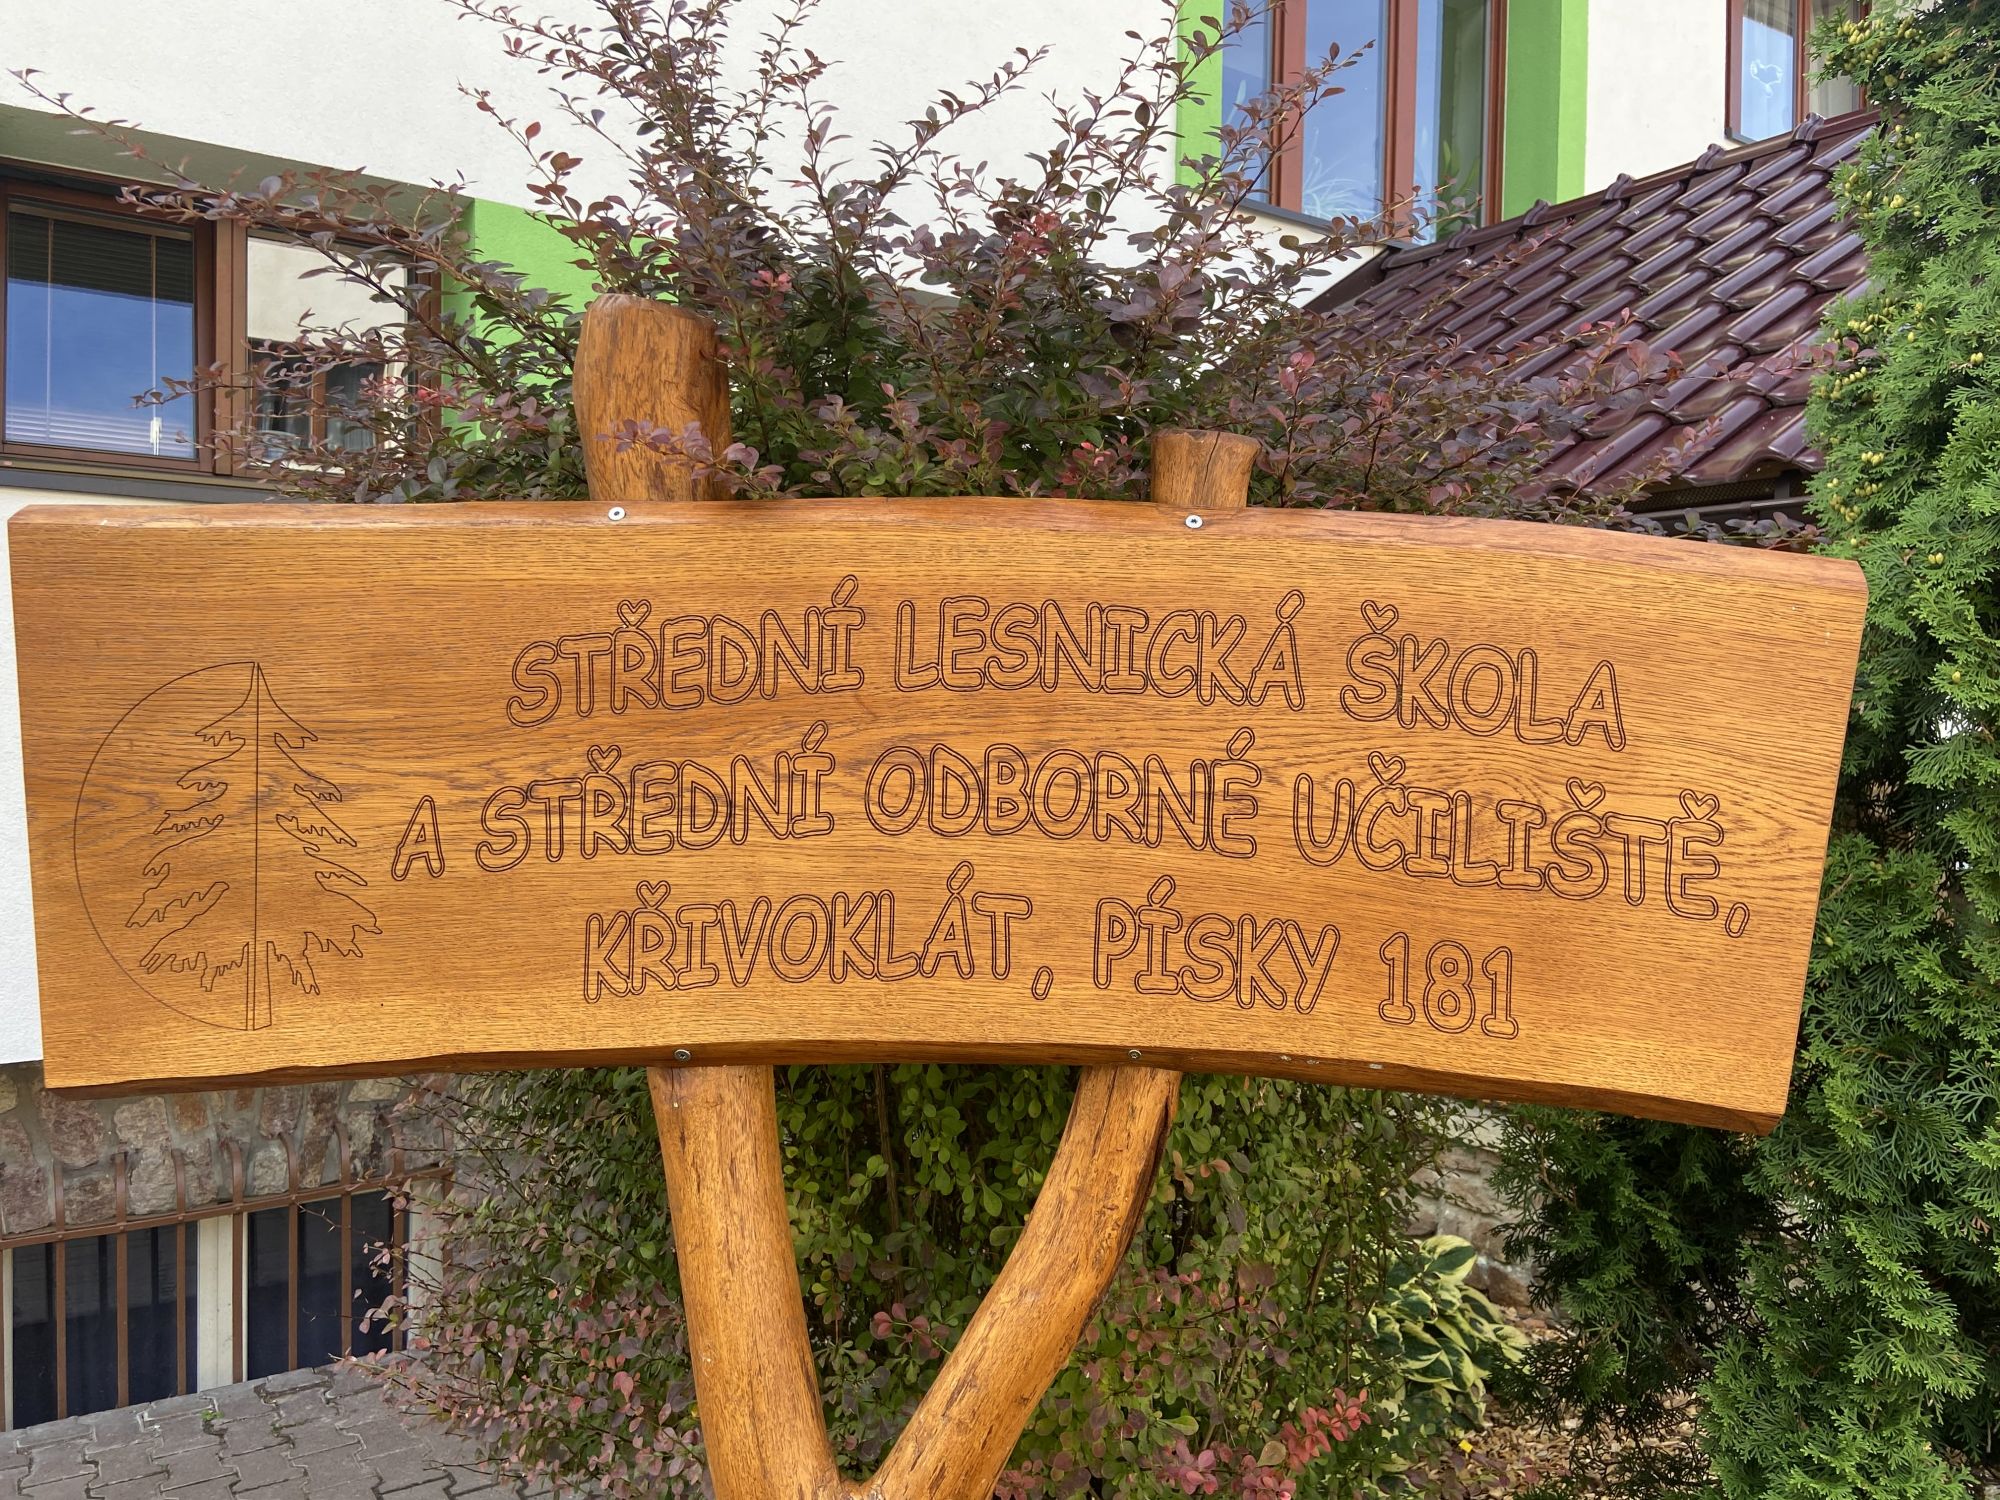 STŘEDNÍ LESNICKÁ ŠKOLA
A STŘEDNÍ ODBORNÉ UČILIŠTĚ,
KŘIVOKLÁT, PÍSKY 181